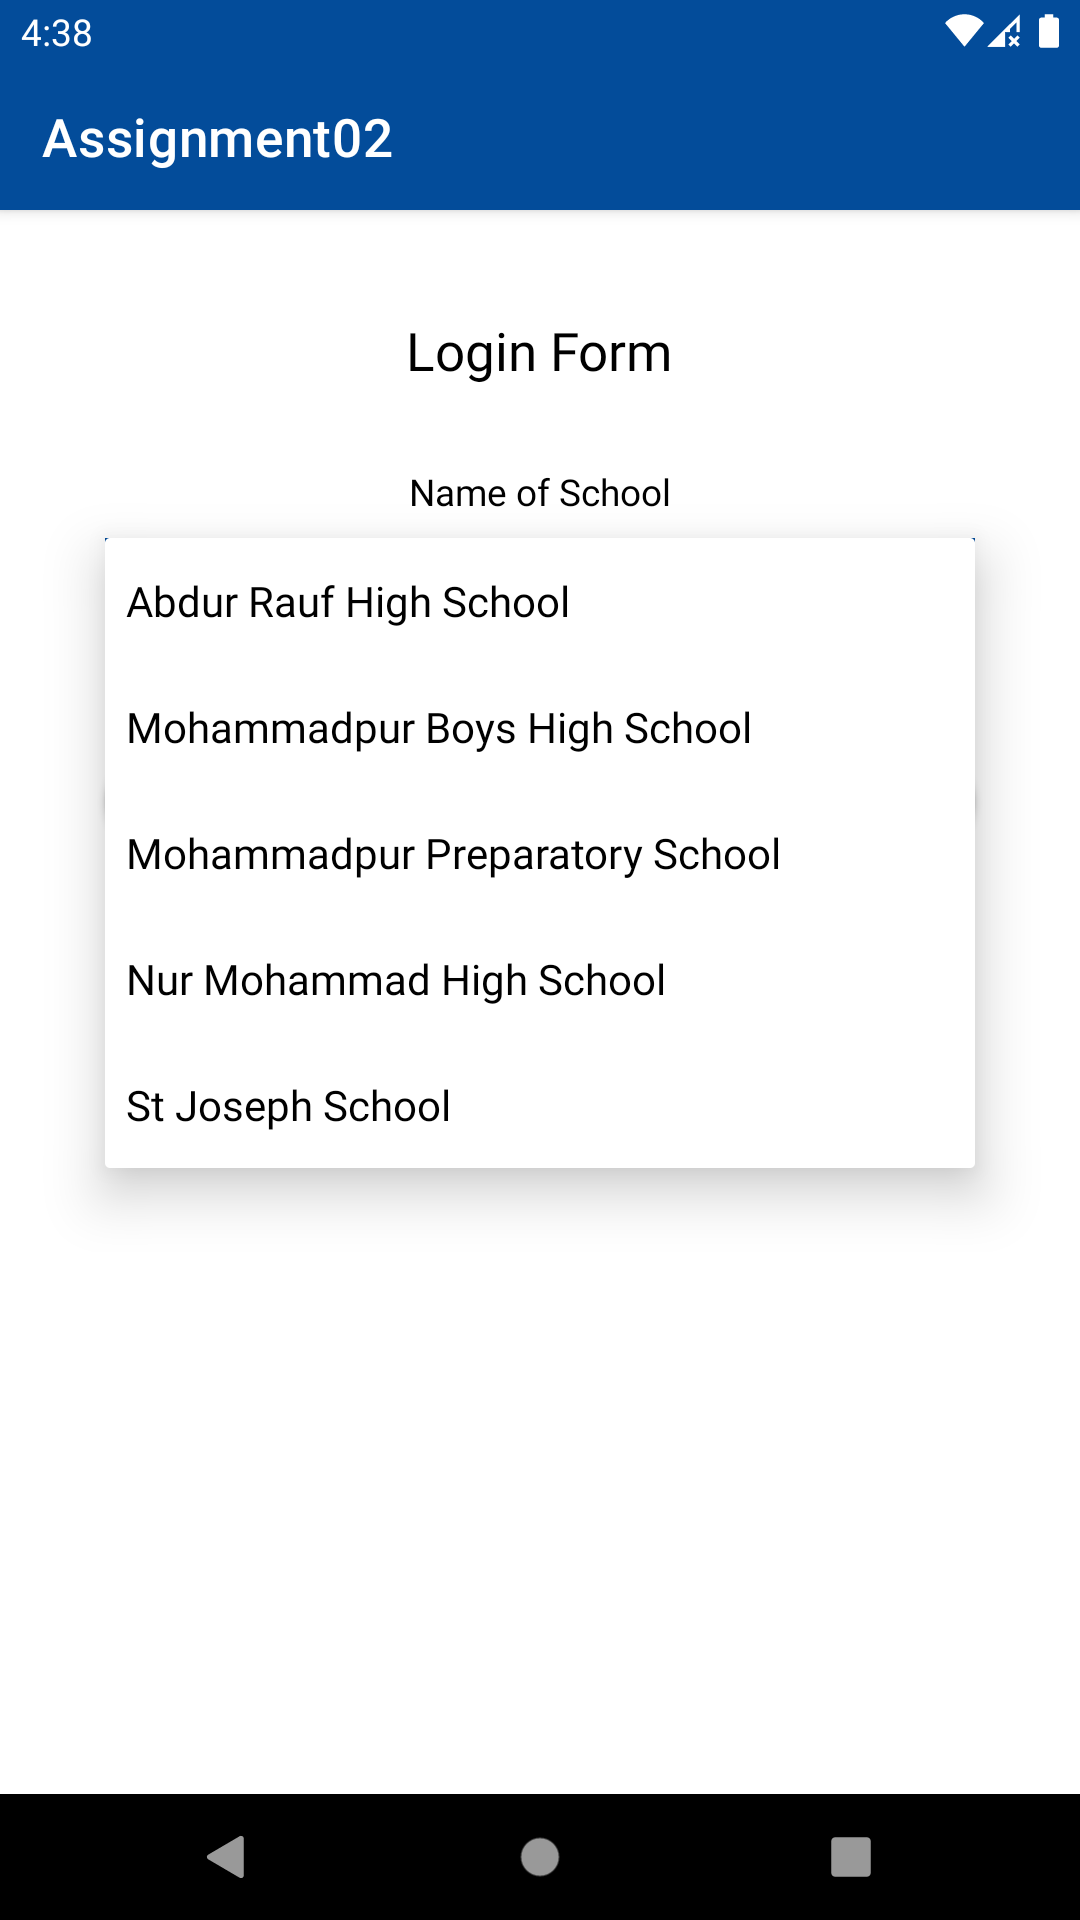 4:38
Assignment02
Login Form
Name of School
Abdur Rauf High School
Mohammadpur Boys High School
Mohammadpur Preparatory School
Nur Mohammad High School
St Joseph School